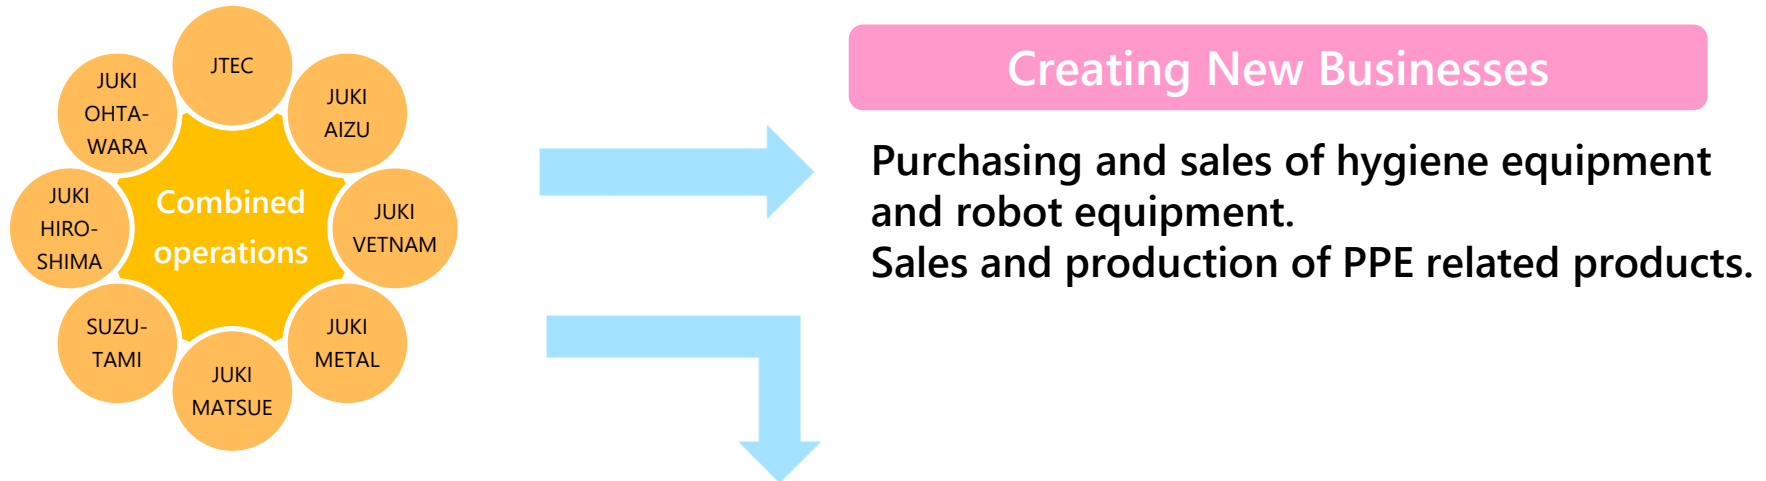 JTEC
JUKI
AIZU
JUKI
VETNAM
JUKI
METAL
JUKI
MATSUE
SUZU-
TAMI
JUKI
HIRO-
SHIMA
JUKI
OHTA-
WARA
Combined
operations
Creating New Businesses
Purchasing and sales of hygiene equipment
and robot equipment.
Sales and production of PPE related products.